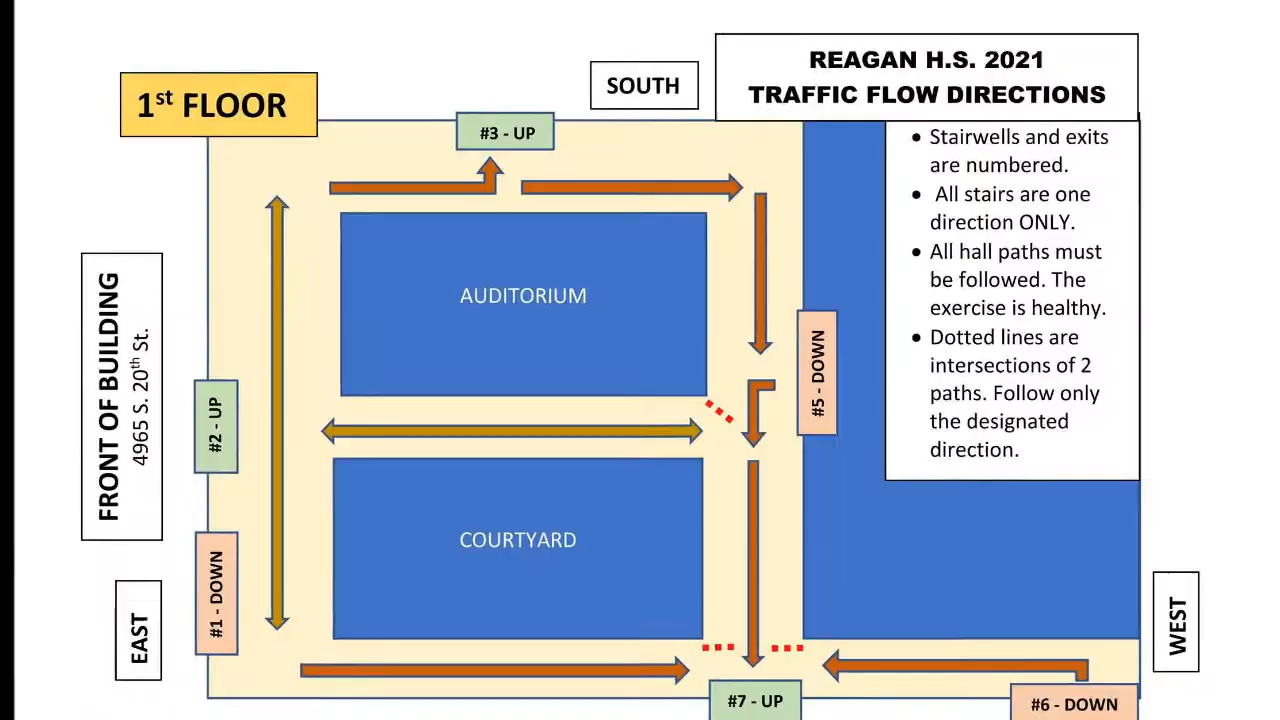 REAGAN H.S. 2021
TRAFFIC FLOW DIRECTIONS
SOUTH
1st FLOOR
#3 - UP
• Stairwells and exits
are numbered.
• All stairs are one
direction ONLY.
• All hall paths must
be followed. The
exercise is healthy.
• Dotted lines are
intersections of 2
paths. Follow only
the designated
direction.
AUDITORIUM
FRONT OF BUILDING
4965 S. 20th St.
#5 - DOWN
#2 - UP
COURTYARD
#1 - DOWN
EAST
WEST
#7 - UP
#6 - DOWN